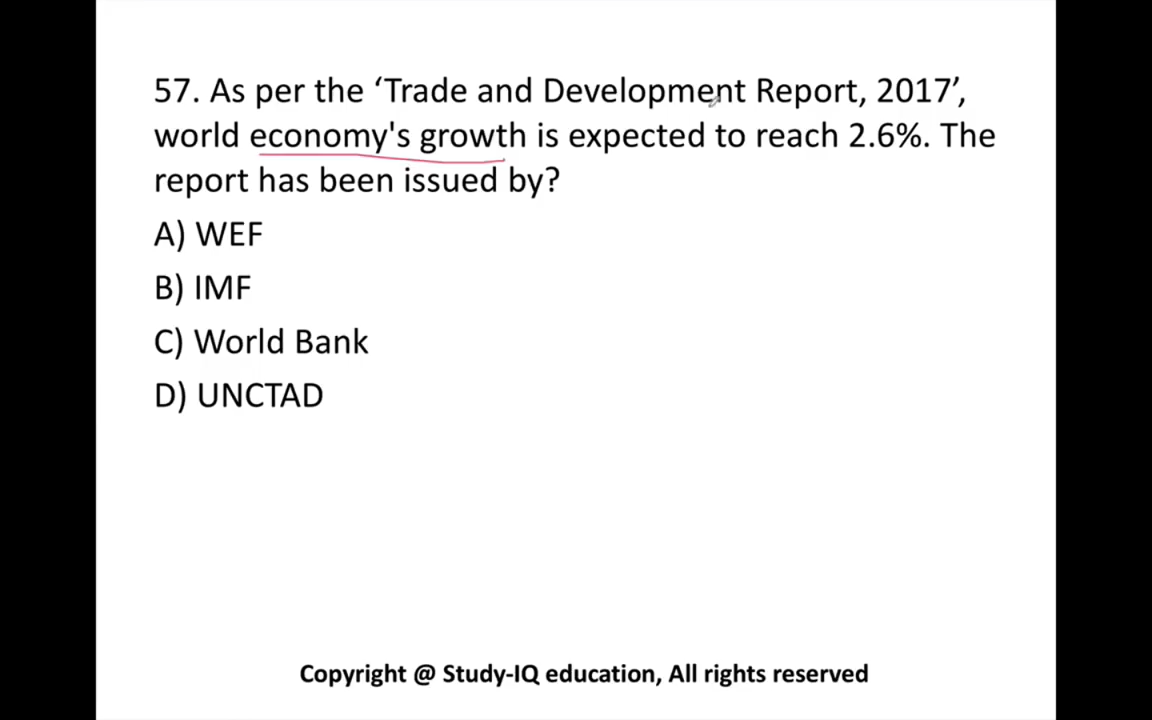 57. As per the ‘Trade and Development Report, 2017’,
world economy's growth is expected to reach 2.6%. The
report has been issued by?
A) WEF
B) IMF
C) World Bank
D) UNCTAD
Copyright @ Study-IQ education, All rights reserved